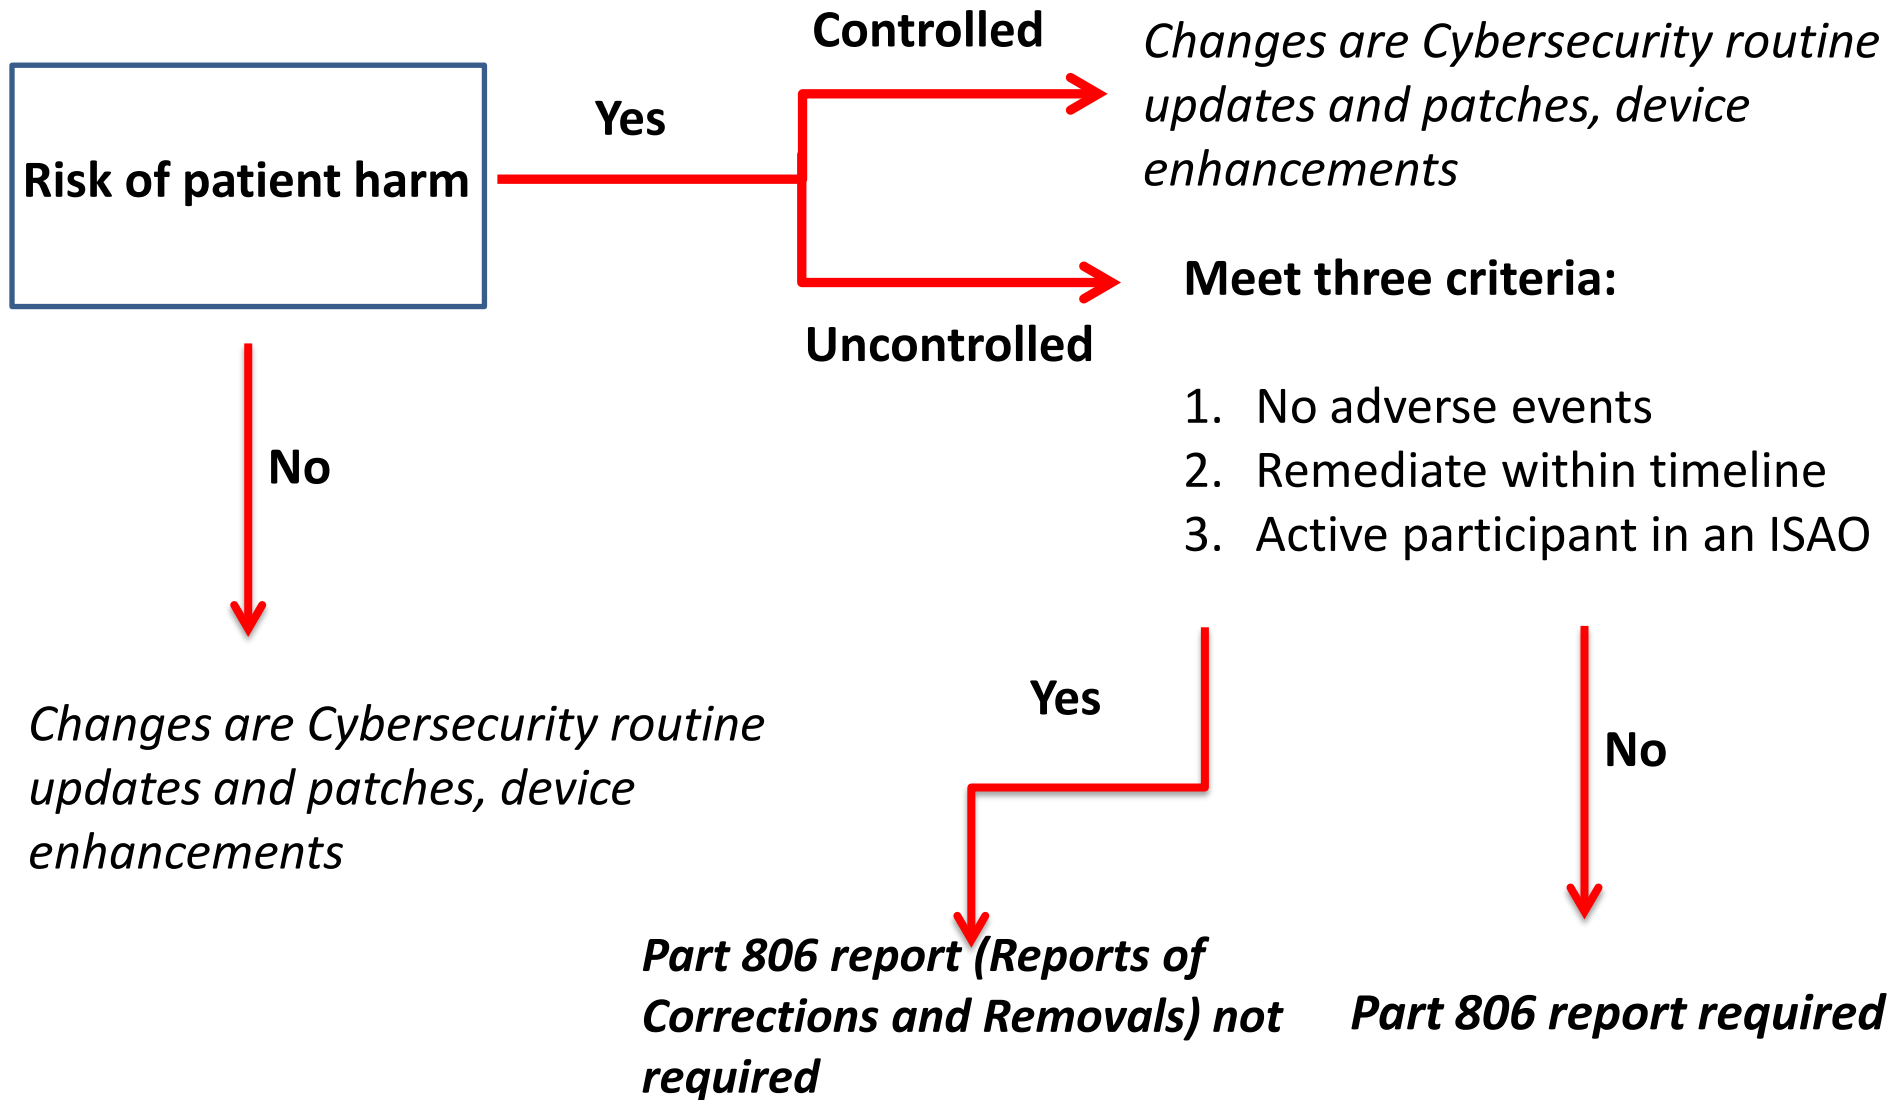 Risk of patient harm
Yes
Controlled
Changes are Cybersecurity routine
updates and patches, device
enhancements
Uncontrolled
Meet three criteria:
1. No adverse events
2. Remediate within timeline
3. Active participant in an ISAO
No
Changes are Cybersecurity routine
updates and patches, device
enhancements
Yes
Part 806 report (Reports of
Corrections and Removals) not
required
No
Part 806 report required